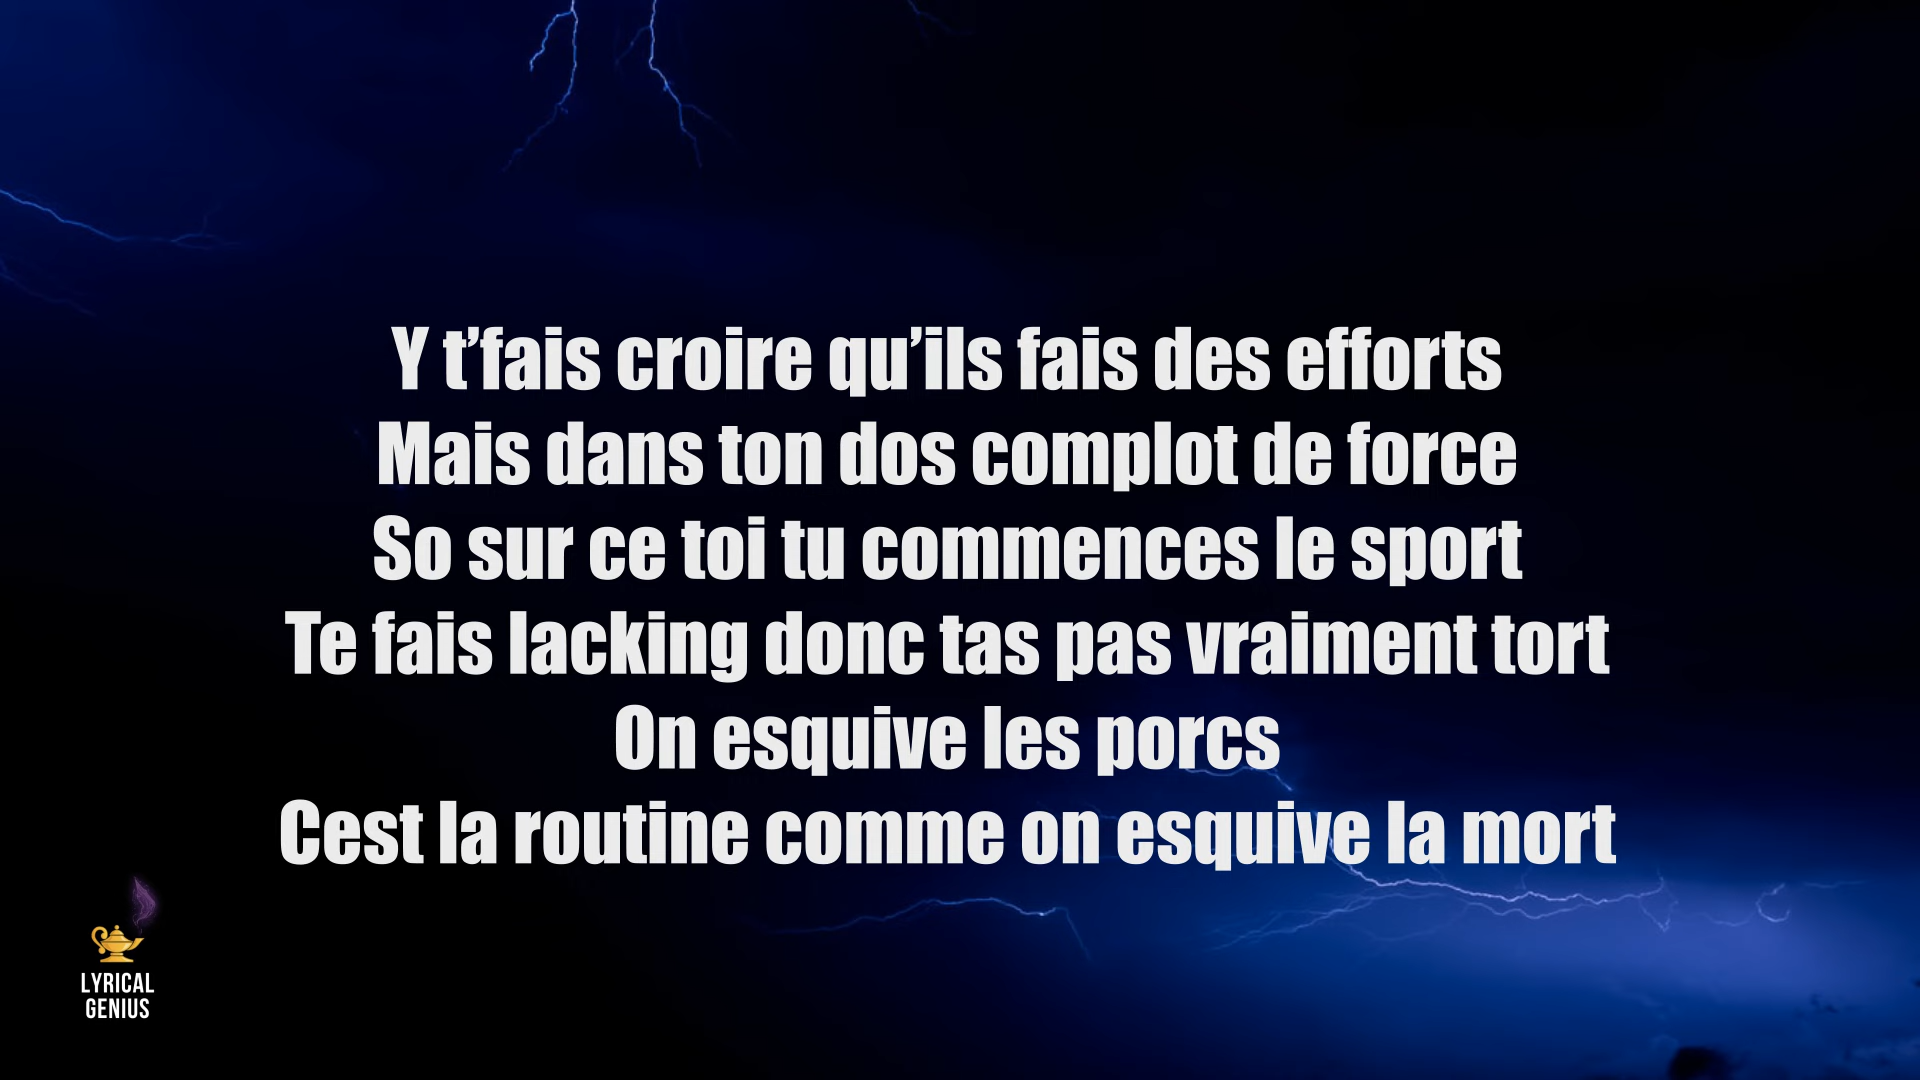 Y t’fais croire qu’ils fais des efforts
Mais dans ton dos complot de force
So sur ce toi tu commences le sport
Te fais lacking donc tas pas vraiment tort
On esquive les porcs
Cest la routine comme on esquive la mort
LYRICAL
GENIUS